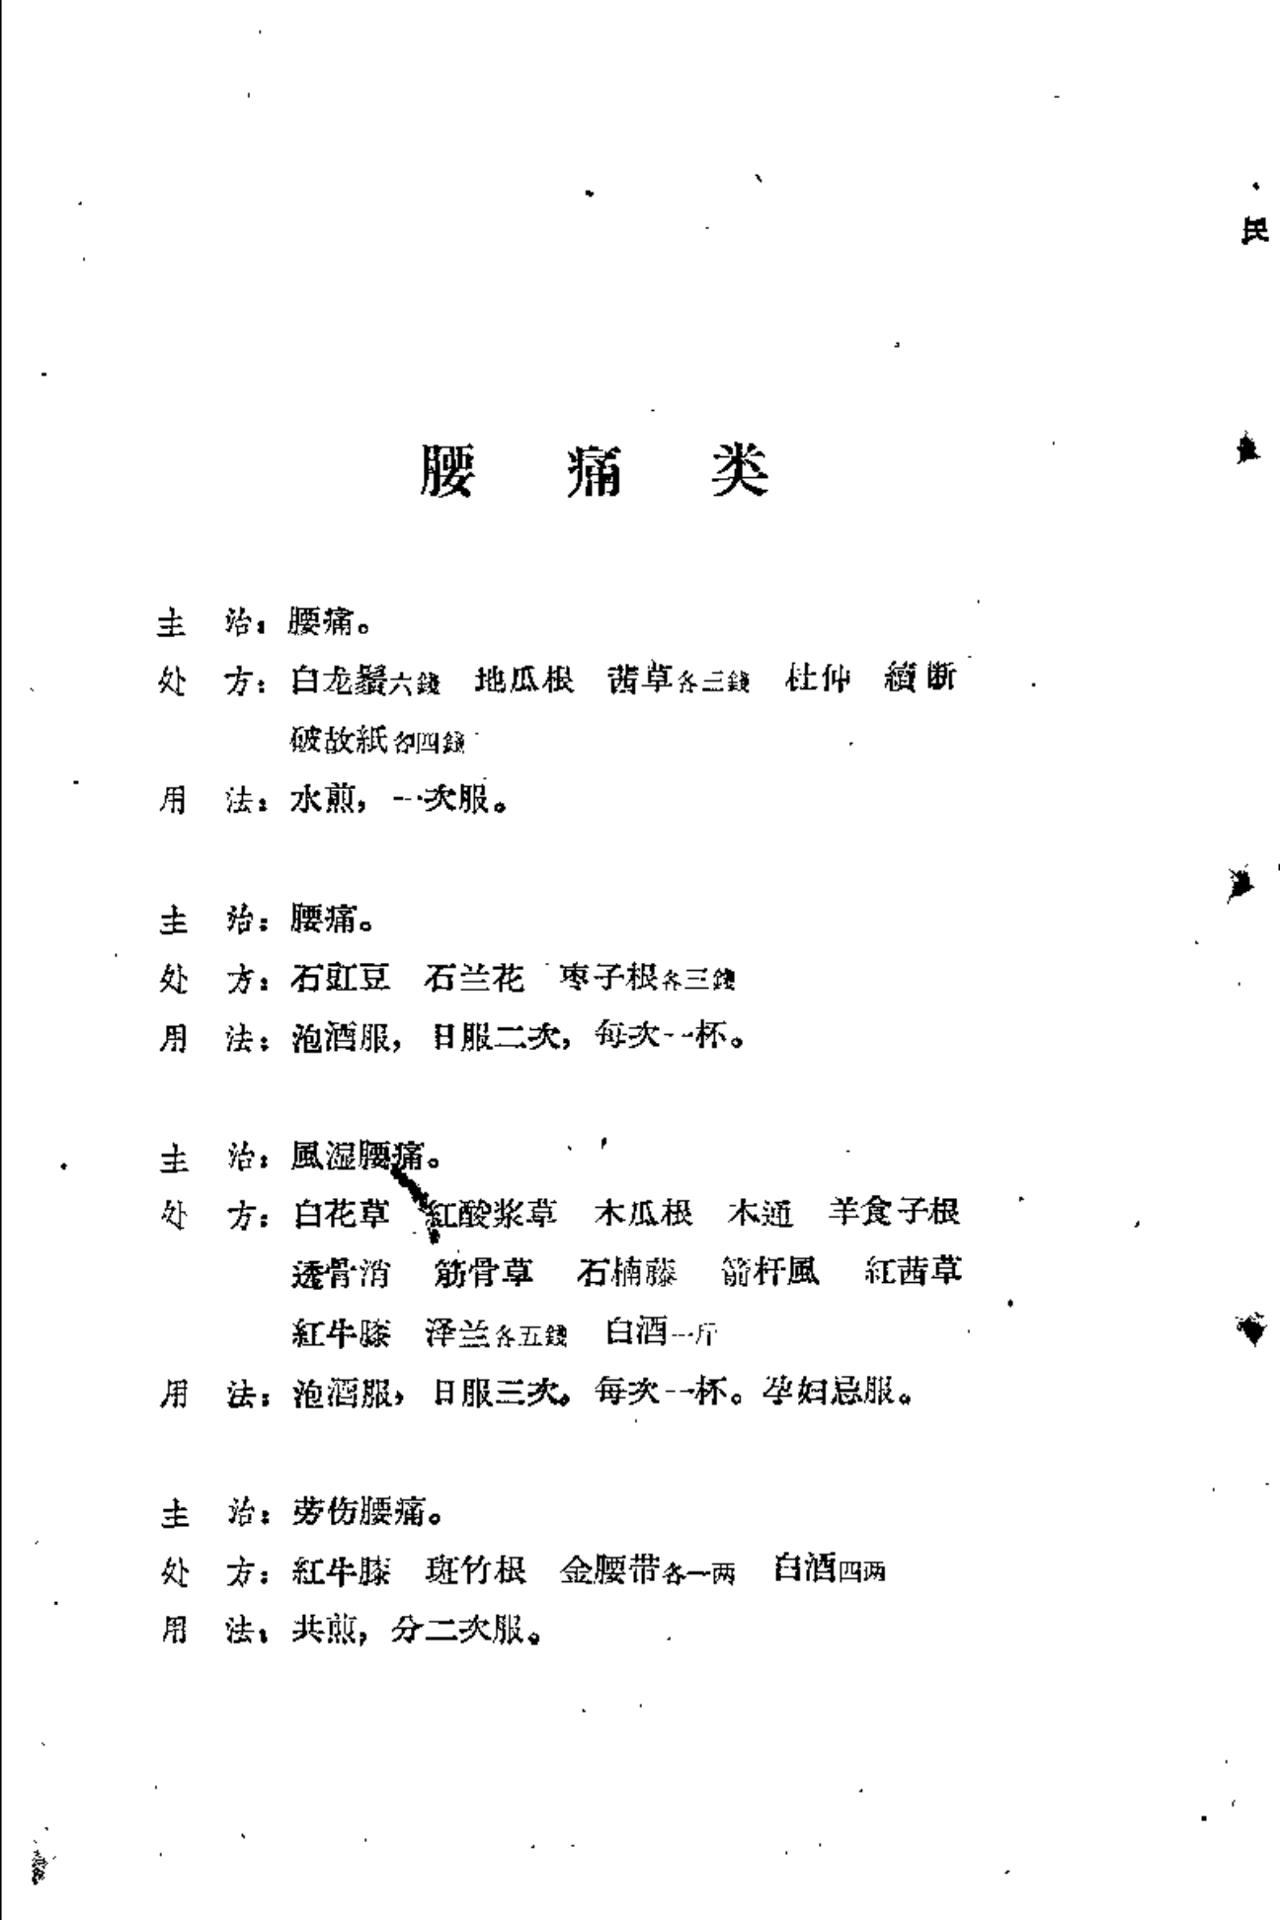 民
腰痛类
主 治：腰痛。
处 方：白龙鬚六錢 地瓜根 茜草各三錢 杜仲 續断
破故紙各四錢
用 法：水煎，一次服。
主 治：腰痛。
处 方：石豇豆 石兰花 枣子根各三錢
用 法：泡酒服，日服二次，每次一杯。
主 治：風湿腰痛。
处 方：白花草 紅酸浆草 木瓜根 木通 羊食子根
透骨消 筋骨草 石楠藤 箭杆風 紅茜草
紅牛膝 泽兰各五錢 白酒一斤
用 法：泡酒服，日服三次。每次一杯。孕妇忌服。
主 治：劳伤腰痛。
处 方：紅牛膝 斑竹根 金腰带各一两 白酒四两
用 法：共煎，分二次服。